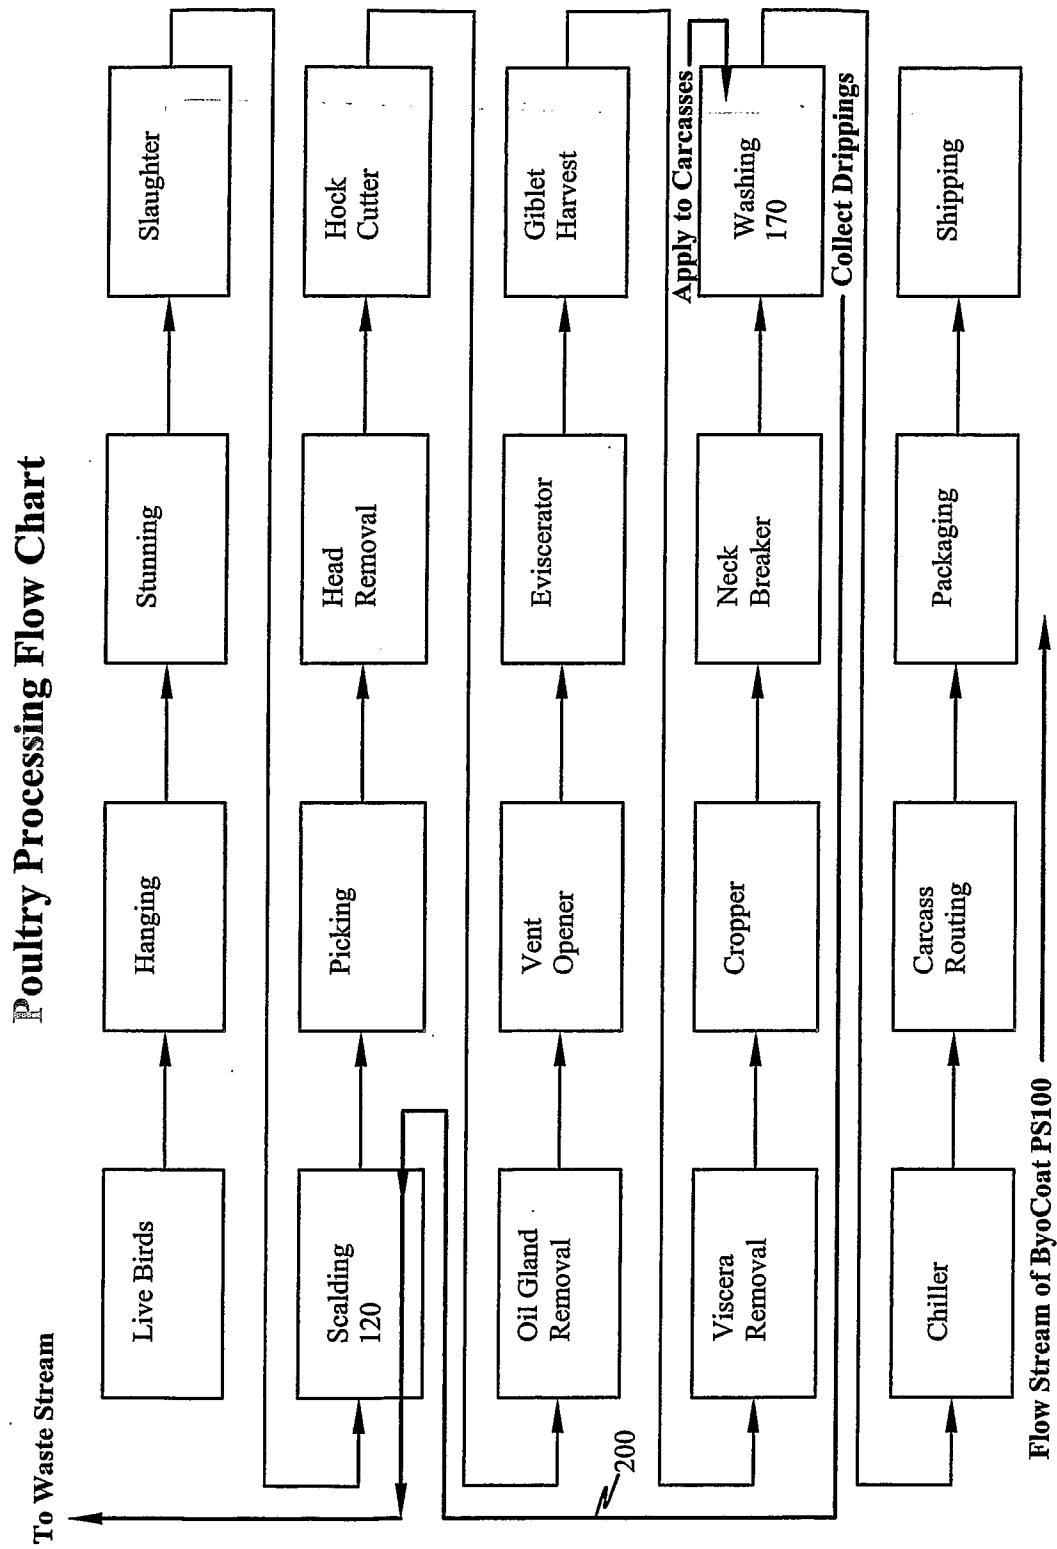 Poultry Processing Flow Chart
To Waste Stream
Live Birds
Hanging
Stunning
Slaughter
Scalding
120
Picking
Head
Removal
Hock
Cutter
Oil Gland
Removal
Vent
Opener
Eviscerator
Giblet
Harvest
Apply to Carcasses
Viscera
Removal
Cropper
Neck
Breaker
Washing
170
200
Collect Drippings
Chiller
Carcass
Routing
Packaging
Shipping
Flow Stream of ByoCoat PS100